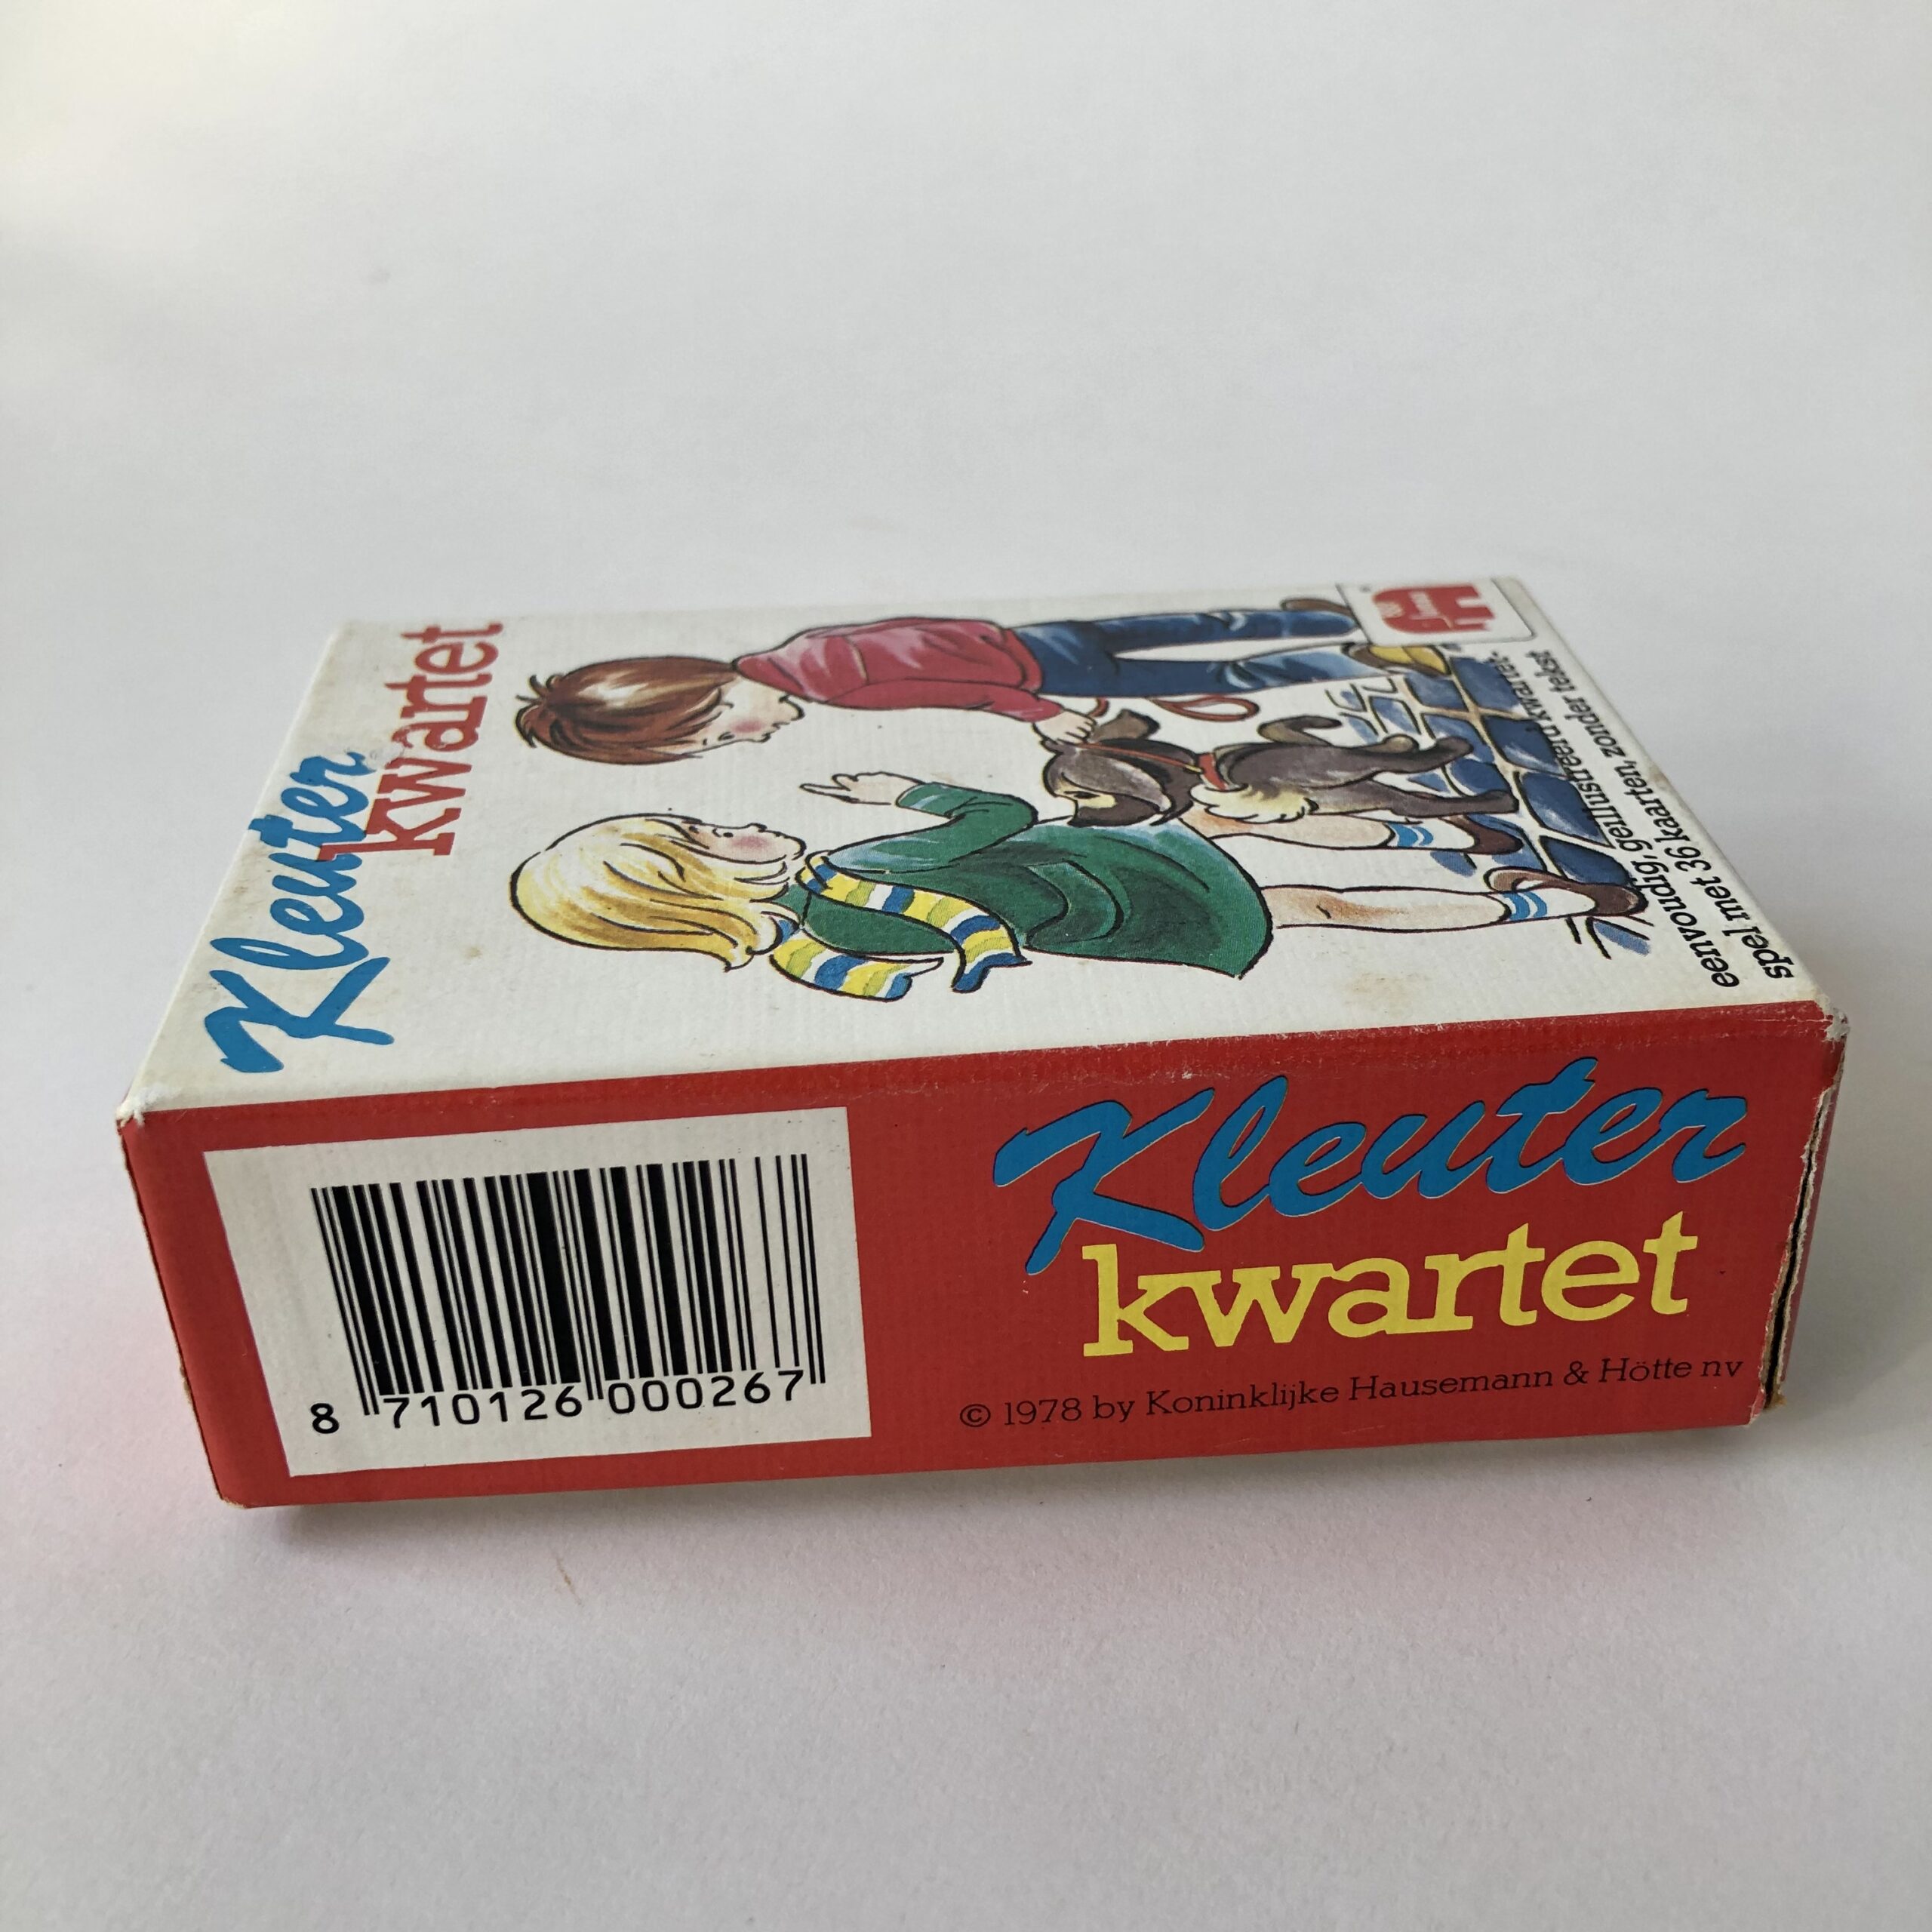 Kleuter
kwartet
eenvoudig, geïllustreerd kwartet-
spel met 36 kaarten, zonder tekst
Kleuter
kwartet
© 1978 by Koninklijke Hausemann & Hötte nv
8 710126 000267